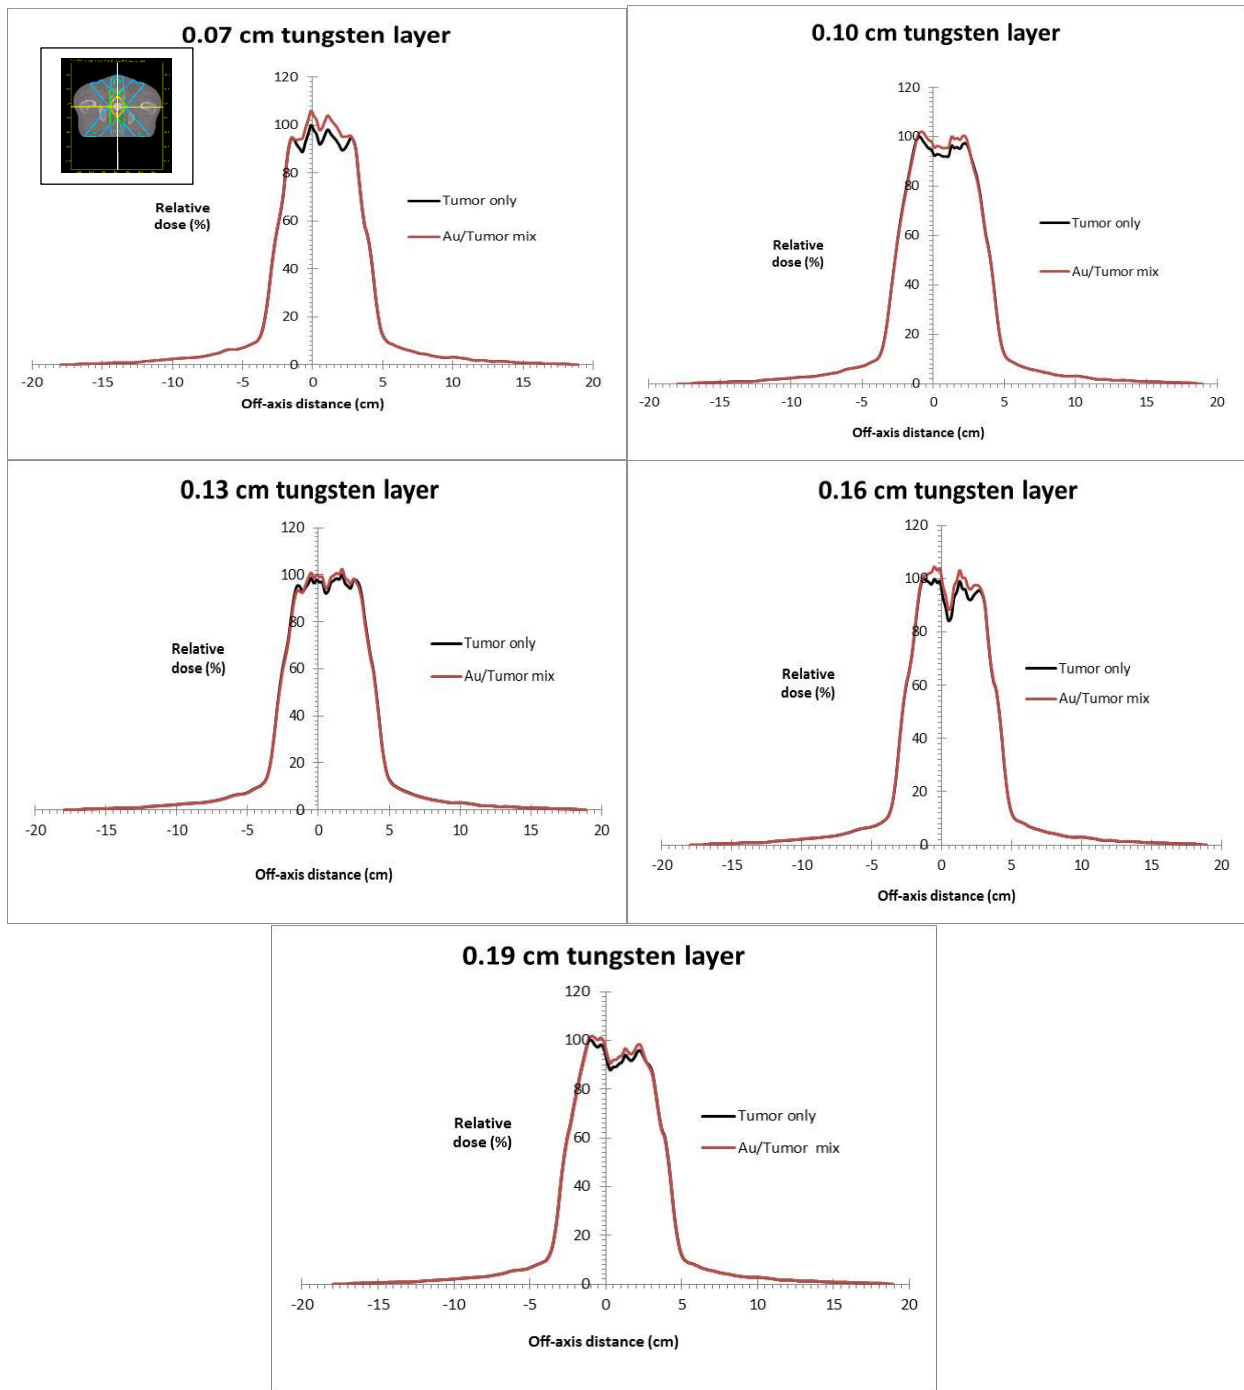 0.07 cm tungsten layer
120
100
80
60
40
20
0
Relative
dose (%)
Tumor only
Au/Tumor mix
-20
-15
-10
-5
0
5
10
15
20
Off-axis distance (cm)
0.10 cm tungsten layer
120
100
80
60
40
20
0
Relative
dose (%)
Tumor only
Au/Tumor mix
-20
-15
-10
-5
0
5
10
15
20
Off-axis distance (cm)
0.13 cm tungsten layer
120
100
80
60
40
20
0
Relative
dose (%)
Tumor only
Au/Tumor mix
-20
-15
-10
-5
0
5
10
15
20
Off-axis distance (cm)
0.16 cm tungsten layer
120
100
80
60
40
20
0
Relative
dose (%)
Tumor only
Au/Tumor mix
-20
-15
-10
-5
0
5
10
15
20
Off-axis distance (cm)
0.19 cm tungsten layer
120
100
80
60
40
20
0
Relative
dose (%)
Tumor only
Au/Tumor mix
-20
-15
-10
-5
0
5
10
15
20
Off-axis distance (cm)